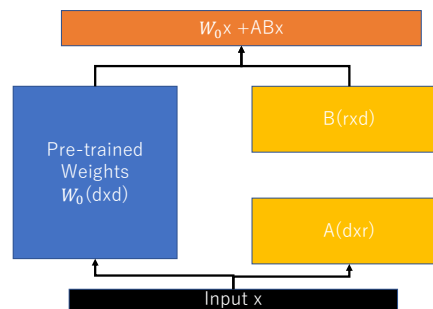 W₀x +ABx
Pre-trained
Weights
W₀(dxd)
B(rxd)
A(dxr)
Input x